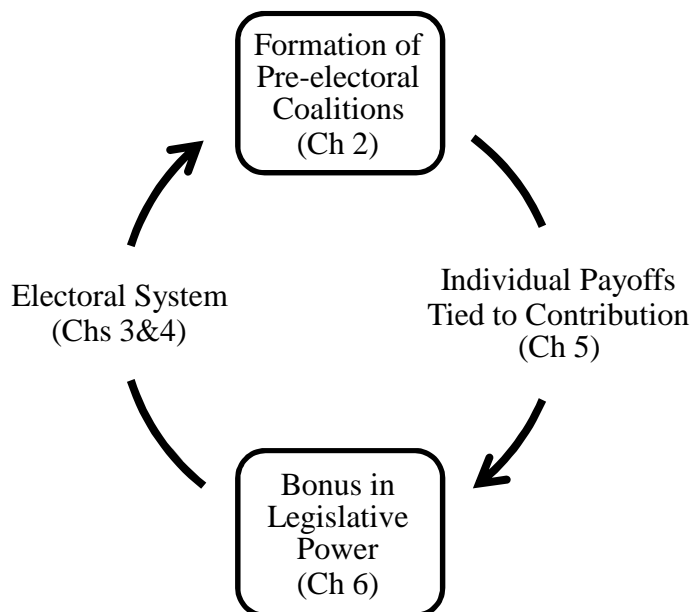 Formation of
Pre-electoral
Coalitions
(Ch 2)
Individual Payoffs
Tied to Contribution
(Ch 5)
Bonus in
Legislative
Power
(Ch 6)
Electoral System
(Chs 3&4)